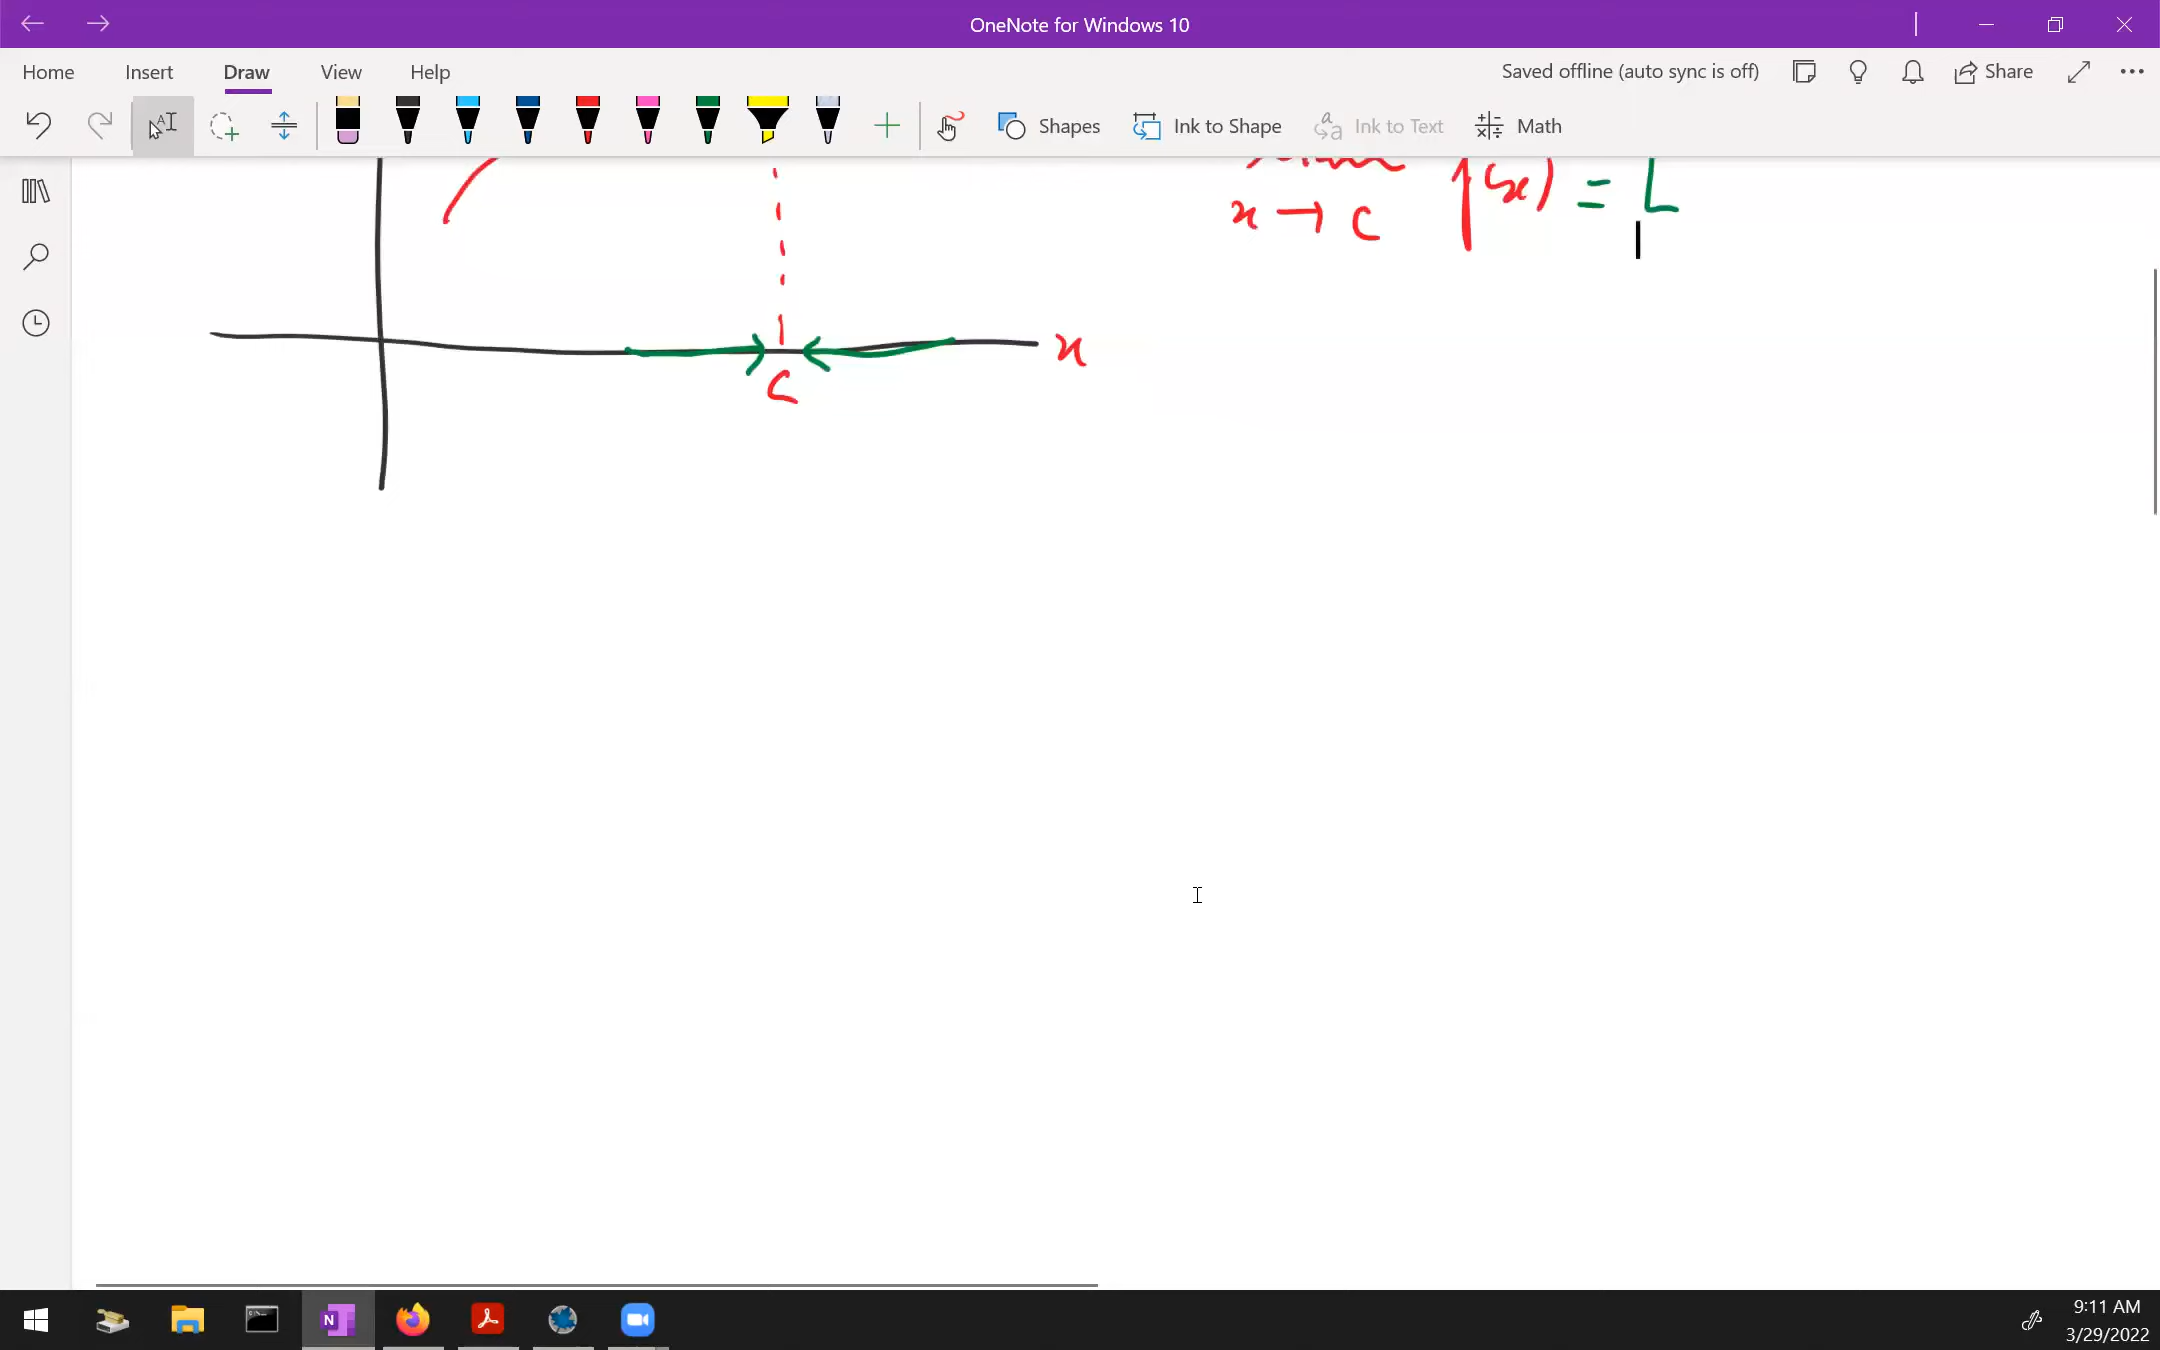 OneNote for Windows 10
Home Insert Draw View Help
Saved offline (auto sync is off) Share
Shapes Ink to Shape Ink to Text Math
f(x) = L
x → c
x
c
9:11 AM
3/29/2022